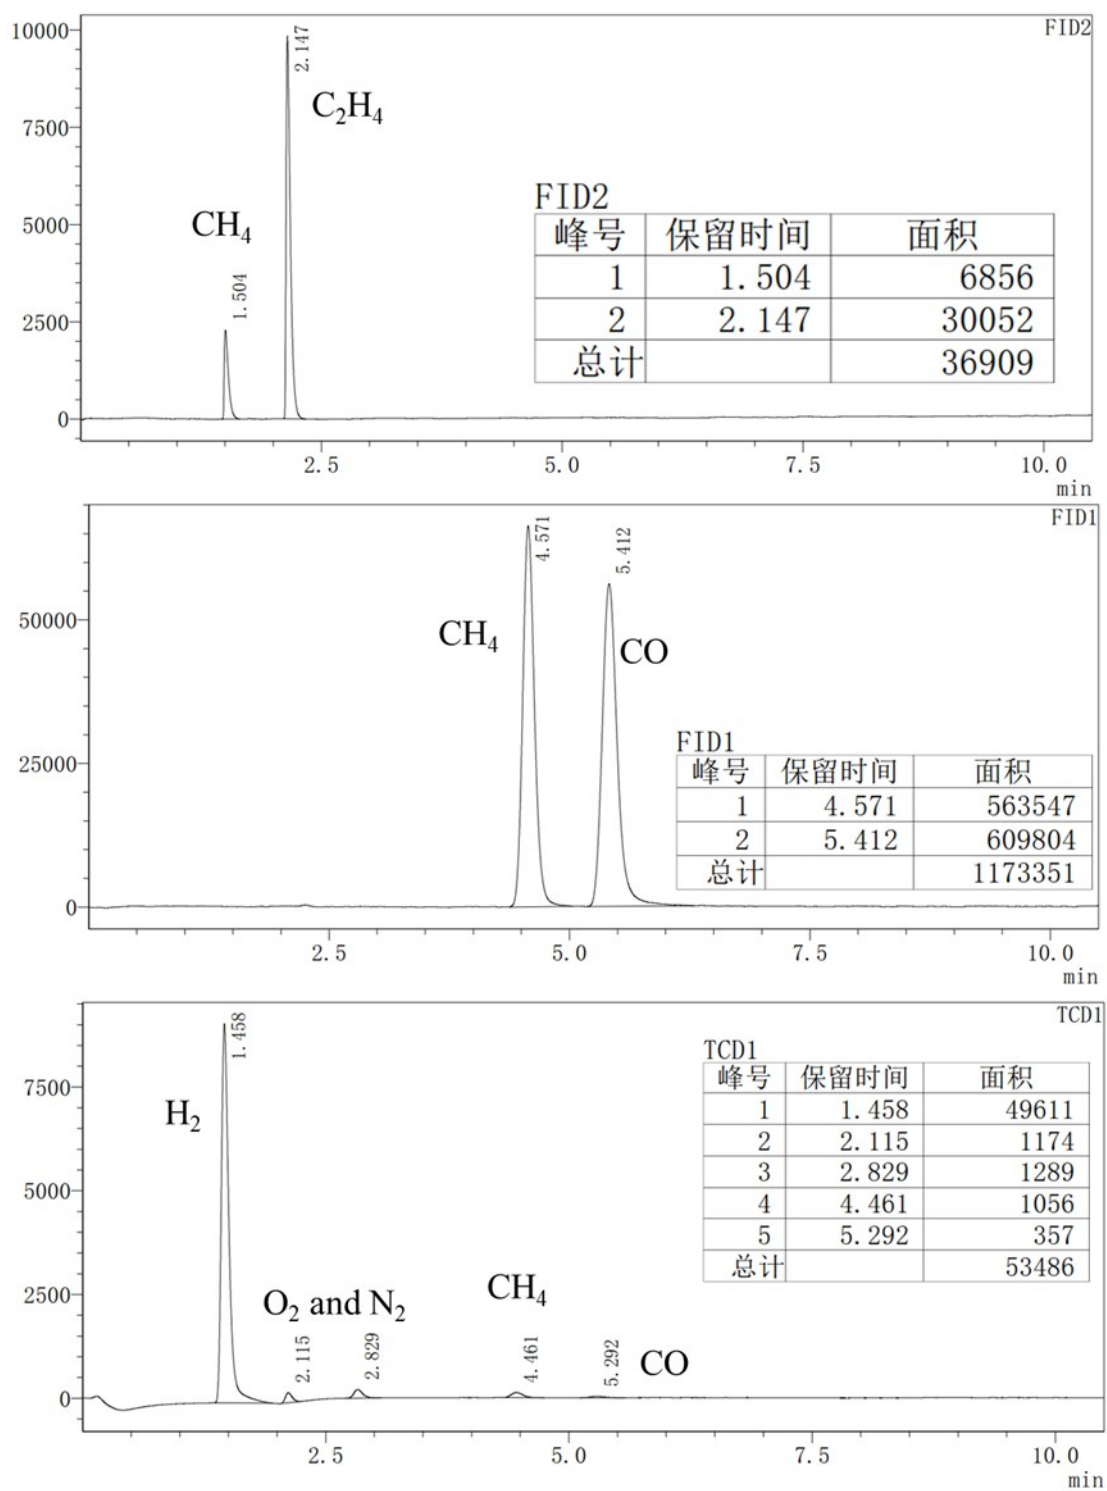 FID2
10000
7500
5000
2500
0
2.147
C₂H₄
CH₄
1.504
FID2
峰号 保留时间 面积
1 1.504 6856
2 2.147 30052
总计 36909
2.5 5.0 7.5 10.0
min
FID1
50000
25000
0
4.571
5.412
CH₄
CO
FID1
峰号 保留时间 面积
1 4.571 563547
2 5.412 609804
总计 1173351
2.5 5.0 7.5 10.0
min
TCD1
7500
5000
2500
0
1.458
H₂
O₂ and N₂
2.115
2.829
CH₄
4.461
5.292
CO
TCD1
峰号 保留时间 面积
1 1.458 49611
2 2.115 1174
3 2.829 1289
4 4.461 1056
5 5.292 357
总计 53486
2.5 5.0 7.5 10.0
min